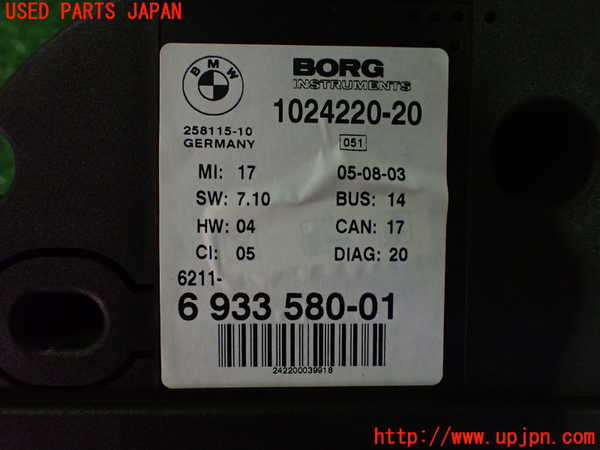 USED PARTS JAPAN
BMW
BORG
INSTRUMENTS
1024220-20
258115-10
GERMANY
051
MI: 17
05-08-03
SW: 7.10
BUS: 14
HW: 04
CAN: 17
CI: 05
DIAG: 20
6211-
6 933 580-01
242200039918
http://www.upjpn.com